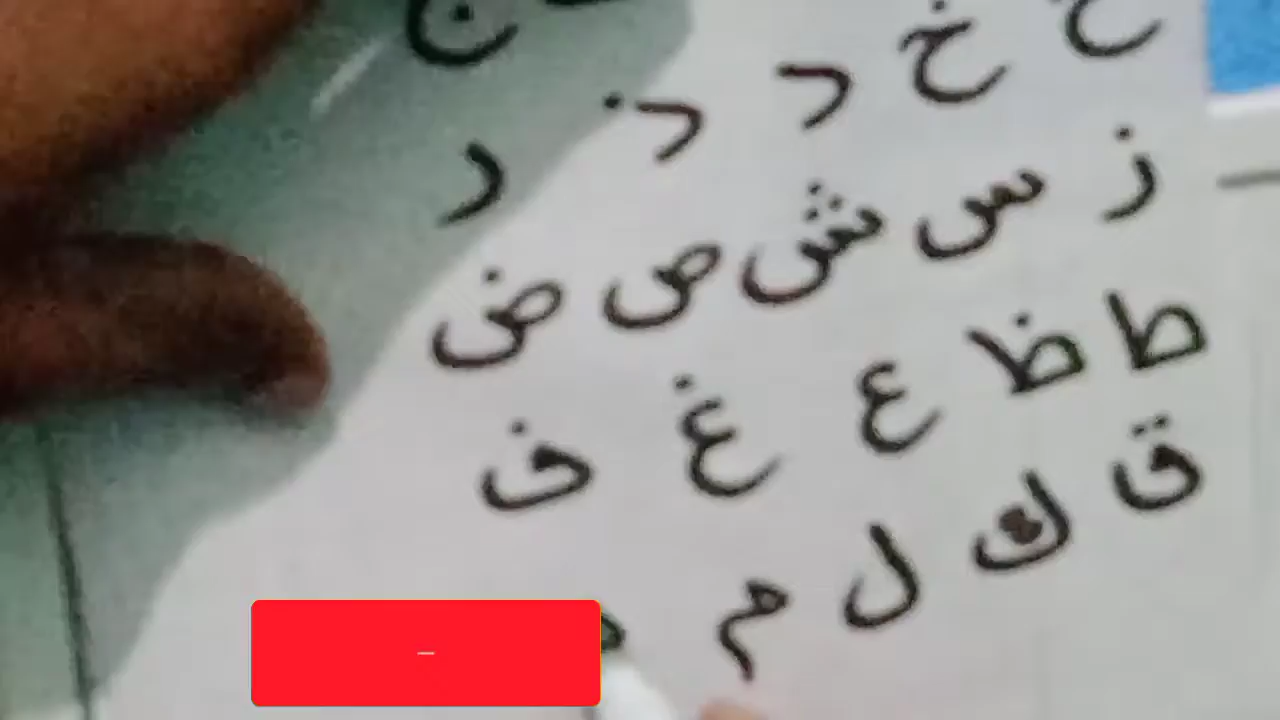 ج ح خ د ذ ر
ز س ش ص ض
ط ظ ع غ ف
ق ك ل م